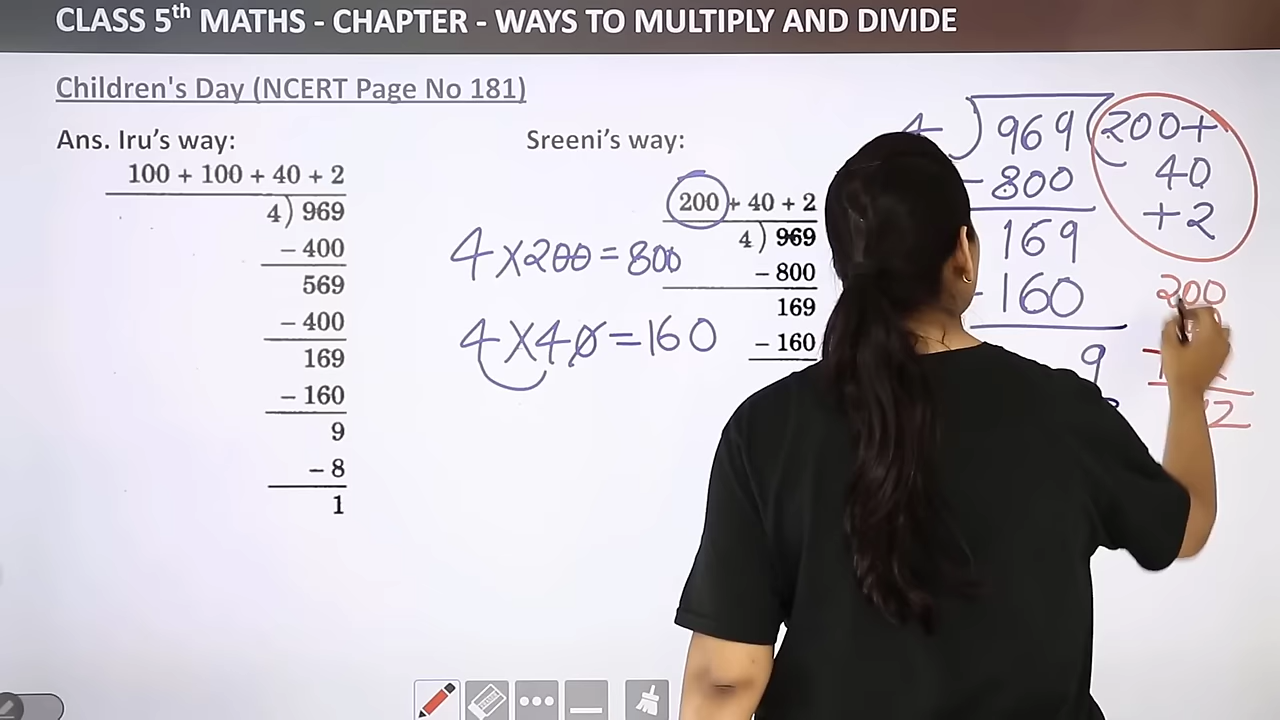 CLASS 5th MATHS - CHAPTER - WAYS TO MULTIPLY AND DIVIDE
Children's Day (NCERT Page No 181)
Ans. Iru's way:
100 + 100 + 40 + 2
4) 969
– 400
569
– 400
169
– 160
9
– 8
1
Sreeni's way:
200 + 40 + 2
4) 969
– 800
169
– 160
4 × 200 = 800
4 × 40 = 160
4) 969 (200+
40
+2
- 800
169
- 160
9
200